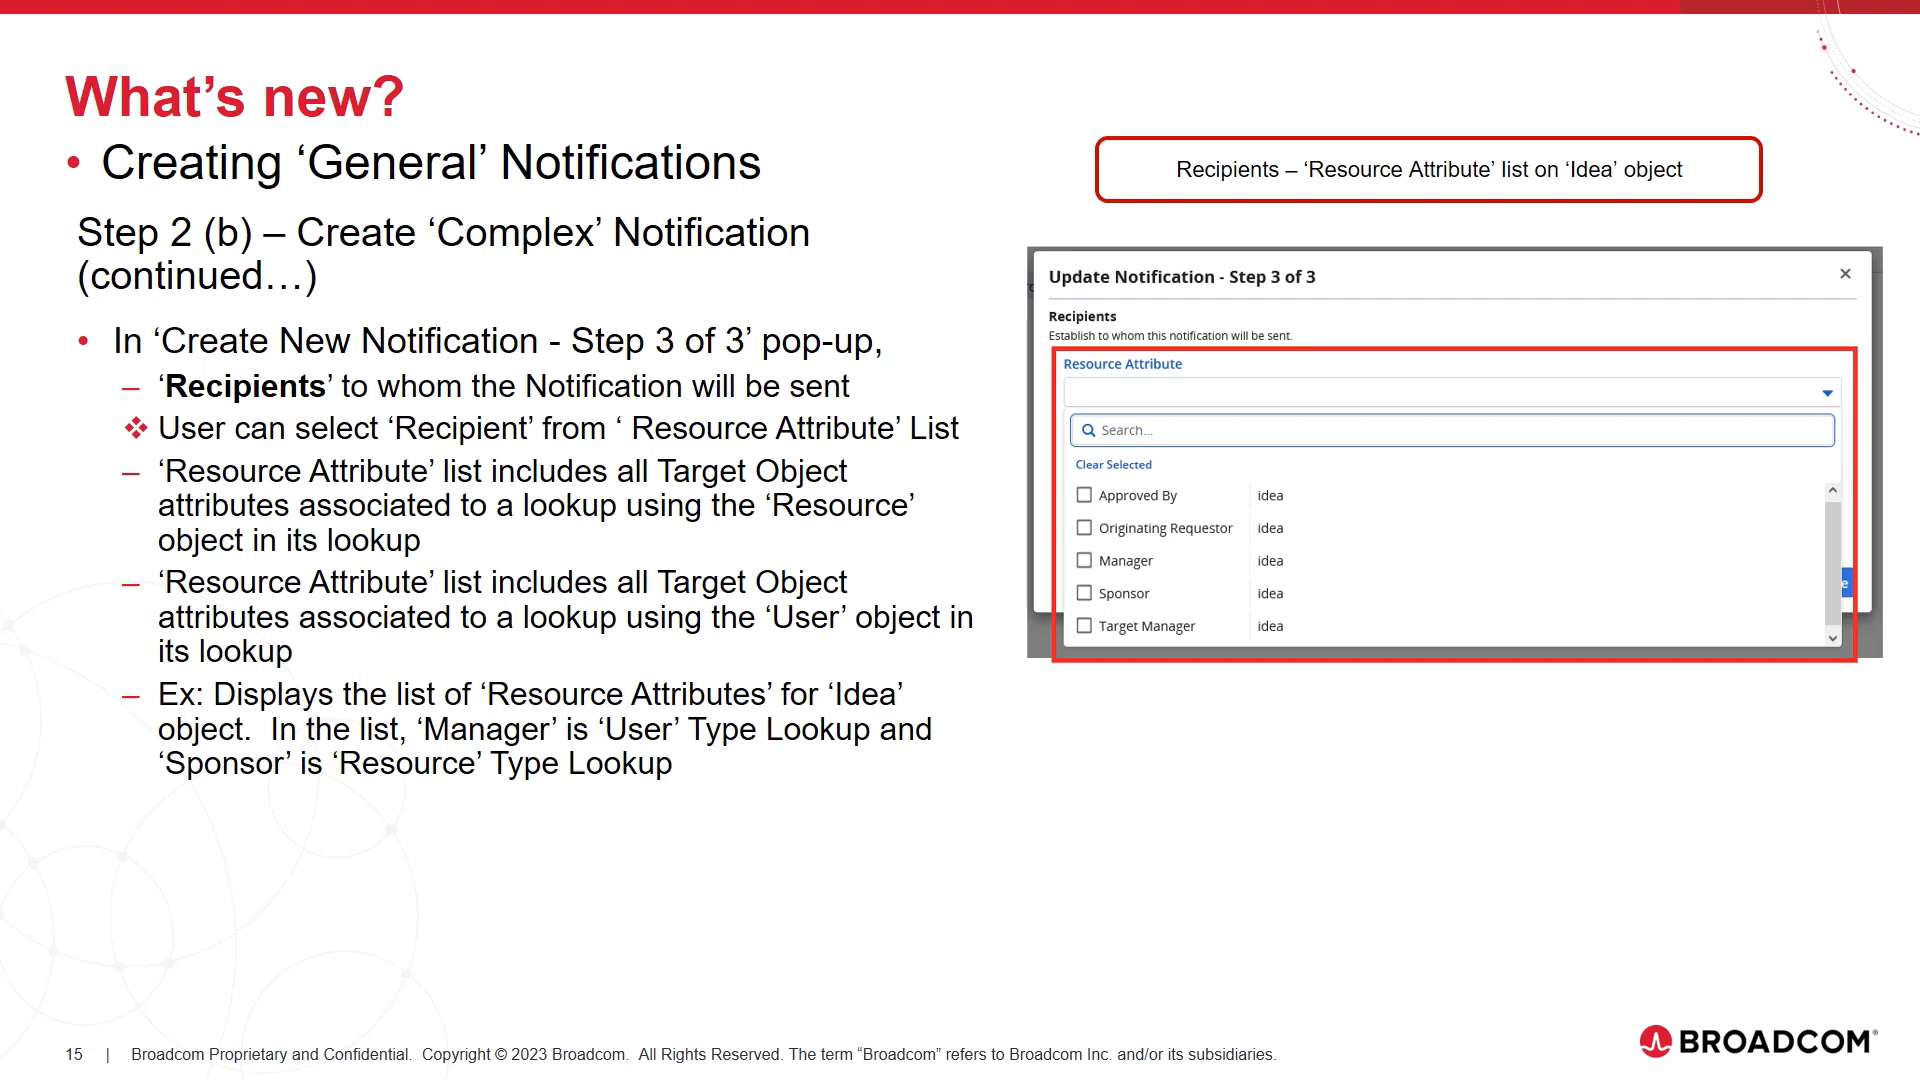 What’s new?
• Creating ‘General’ Notifications
Step 2 (b) – Create ‘Complex’ Notification
(continued…)
• In ‘Create New Notification - Step 3 of 3’ pop-up,
– ‘Recipients’ to whom the Notification will be sent
❖ User can select ‘Recipient’ from ‘ Resource Attribute’ List
– ‘Resource Attribute’ list includes all Target Object
attributes associated to a lookup using the ‘Resource’
object in its lookup
– ‘Resource Attribute’ list includes all Target Object
attributes associated to a lookup using the ‘User’ object in
its lookup
– Ex: Displays the list of ‘Resource Attributes’ for ‘Idea’
object.  In the list, ‘Manager’ is ‘User’ Type Lookup and
‘Sponsor’ is ‘Resource’ Type Lookup
Recipients – ‘Resource Attribute’ list on ‘Idea’ object
Update Notification - Step 3 of 3
Recipients
Establish to whom this notification will be sent.
Resource Attribute
Search...
Clear Selected
Approved By idea
Originating Requestor idea
Manager idea
Sponsor idea
Target Manager idea
15 | Broadcom Proprietary and Confidential.  Copyright © 2023 Broadcom.  All Rights Reserved. The term “Broadcom” refers to Broadcom Inc. and/or its subsidiaries.
BROADCOM®